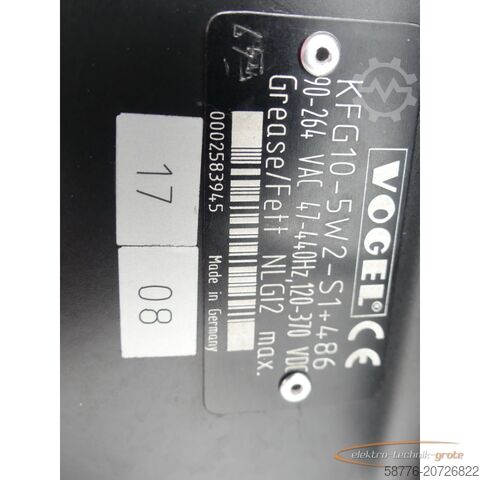 VOGEL® CE
KFG10-5W2-S1+486
90-264 VAC 47-440Hz,120-370 VDC
Grease/Fett NLGI2 max.
0002583945
Made in Germany
17
08
elektro-technik-grote
58776-20726822